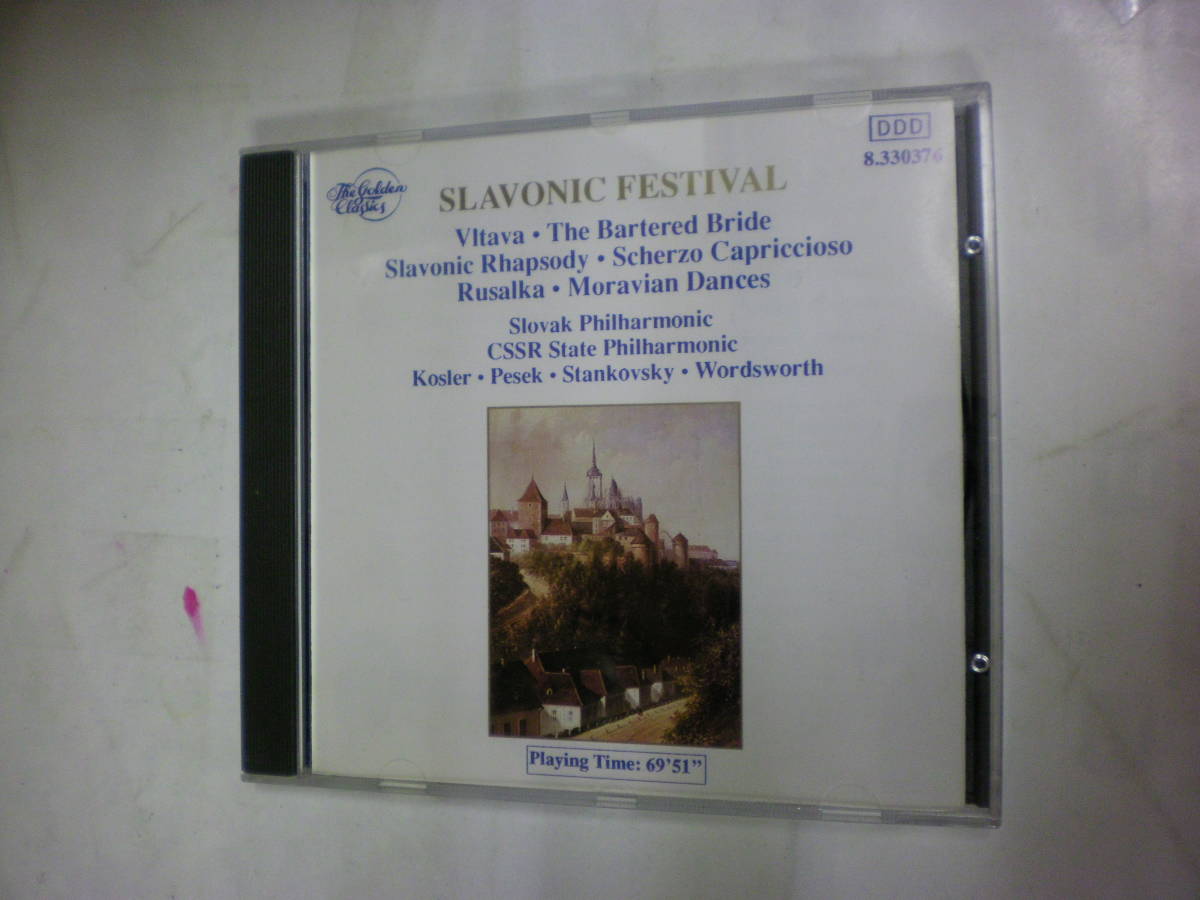 DDD
8.330376
The Golden
Classics
SLAVONIC FESTIVAL
Vltava • The Bartered Bride
Slavonic Rhapsody • Scherzo Capriccioso
Rusalka • Moravian Dances
Slovak Philharmonic
CSSR State Philharmonic
Kosler • Pesek • Stankovsky • Wordsworth
Playing Time: 69'51"